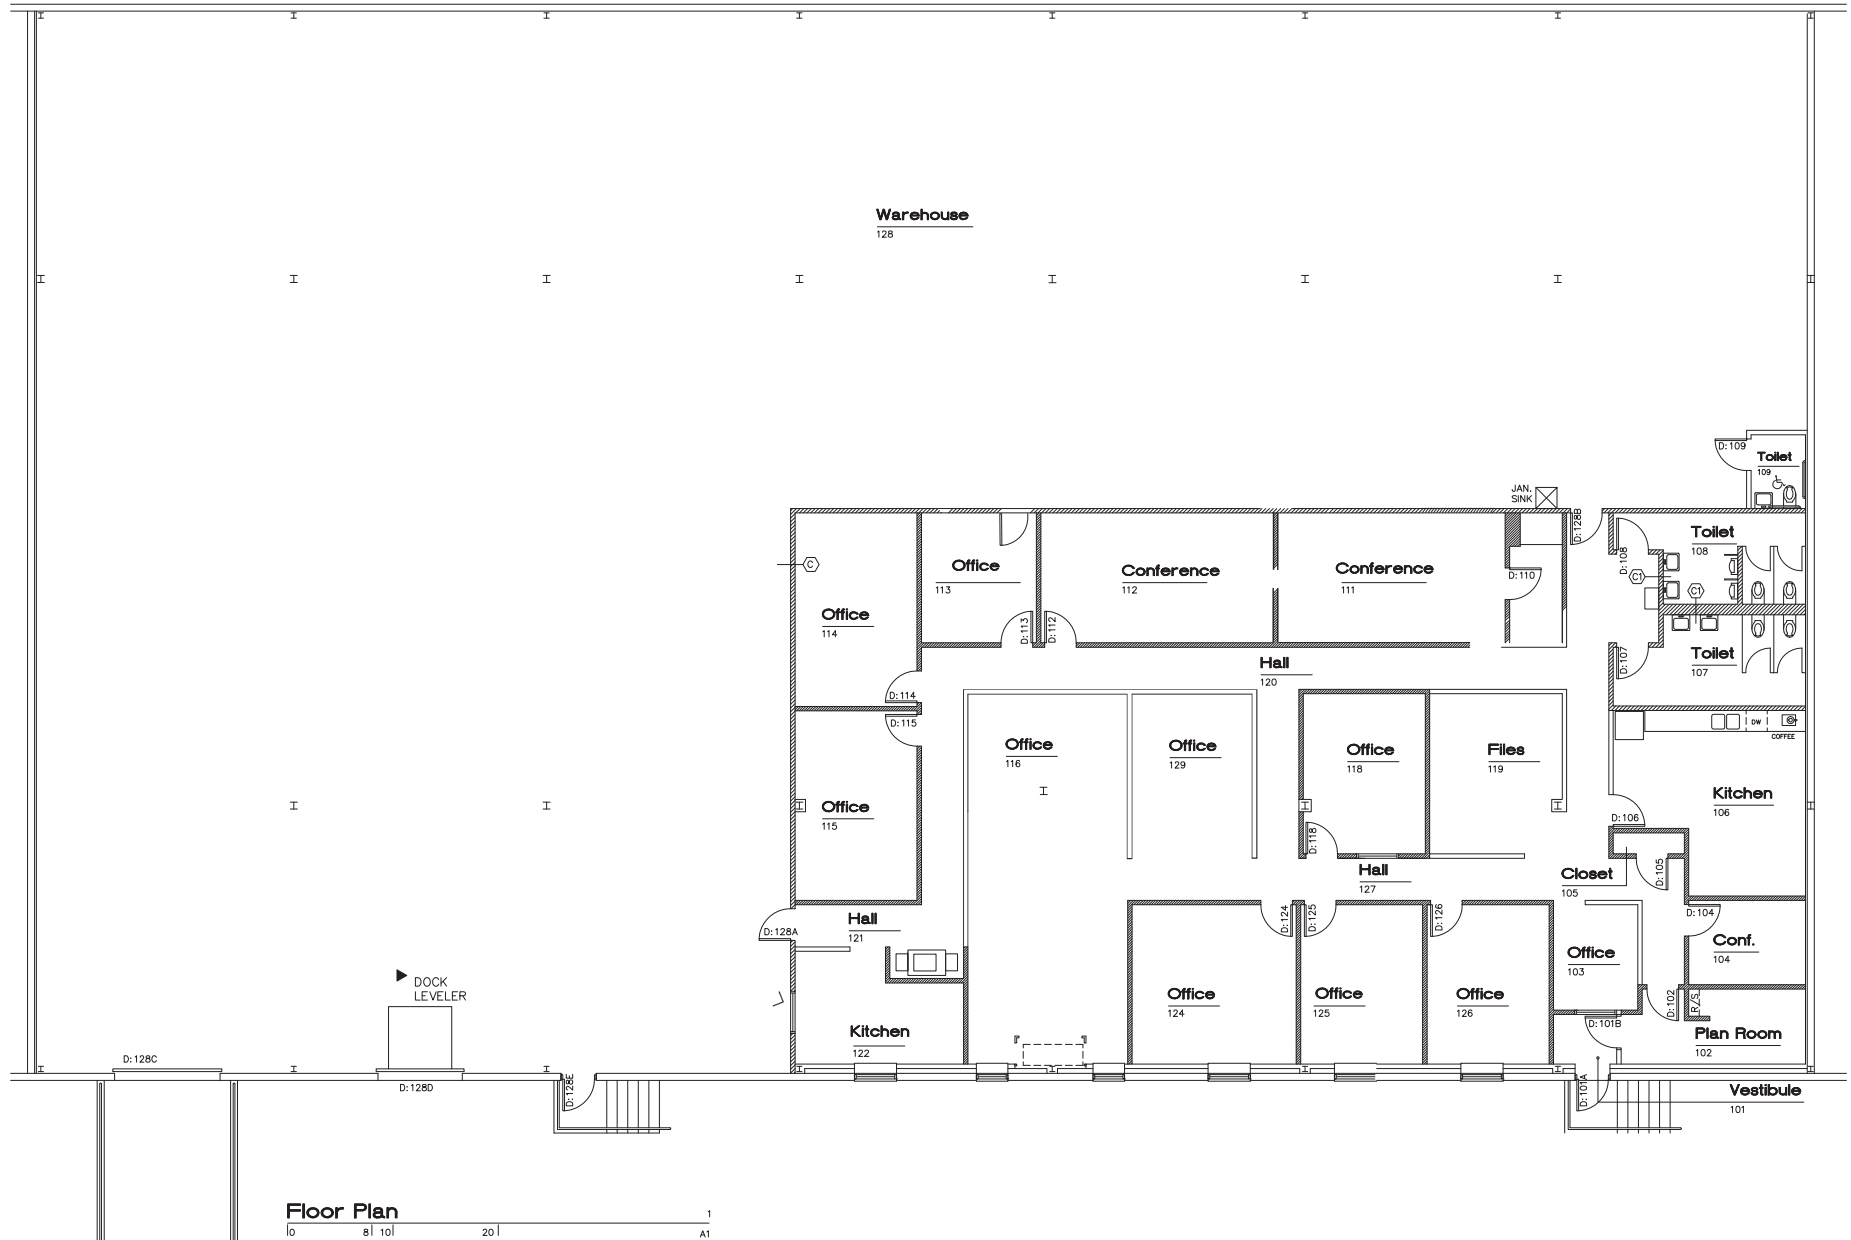 Warehouse
128
D:109
Toilet
109
JAN.
SINK
D:128B
Toilet
108
D:108
C
Office
113
Conference
112
Conference
111
D:110
C1
C1
Office
114
D:113
D:112
Hall
120
D:107
Toilet
107
D:114
D:115
DW
COFFEE
Office
116
Office
129
Office
118
Files
119
Kitchen
106
Office
115
D:106
D:118
Hall
127
Closet
105
D:105
Hall
121
D:128A
D:124
D:125
D:126
D:104
Conf.
104
Office
103
DOCK
LEVELER
Office
124
Office
125
Office
126
D:102
R/S
Kitchen
122
D:101B
Plan Room
102
D:128C
D:128D
D:128E
D:101A
Vestibule
101
Floor Plan
1
0 8 10 20
A1